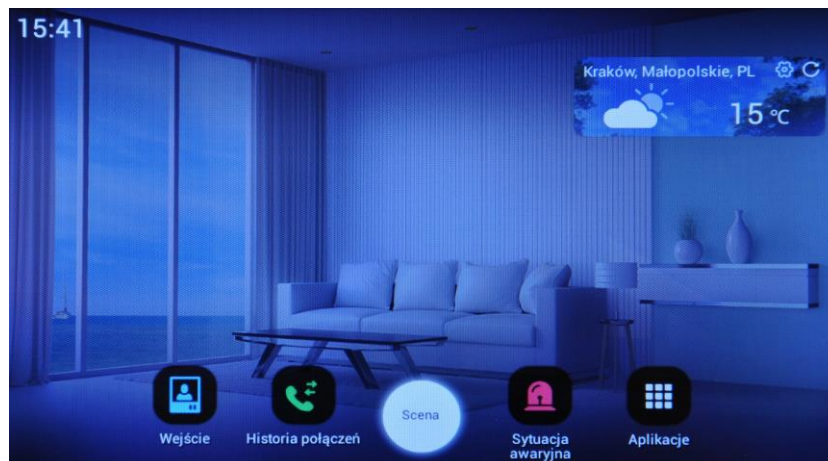 15:41
Kraków, Małopolskie, PL
15 °C
Scena
Wejście
Historia połączeń
Sytuacja
awaryjna
Aplikacje